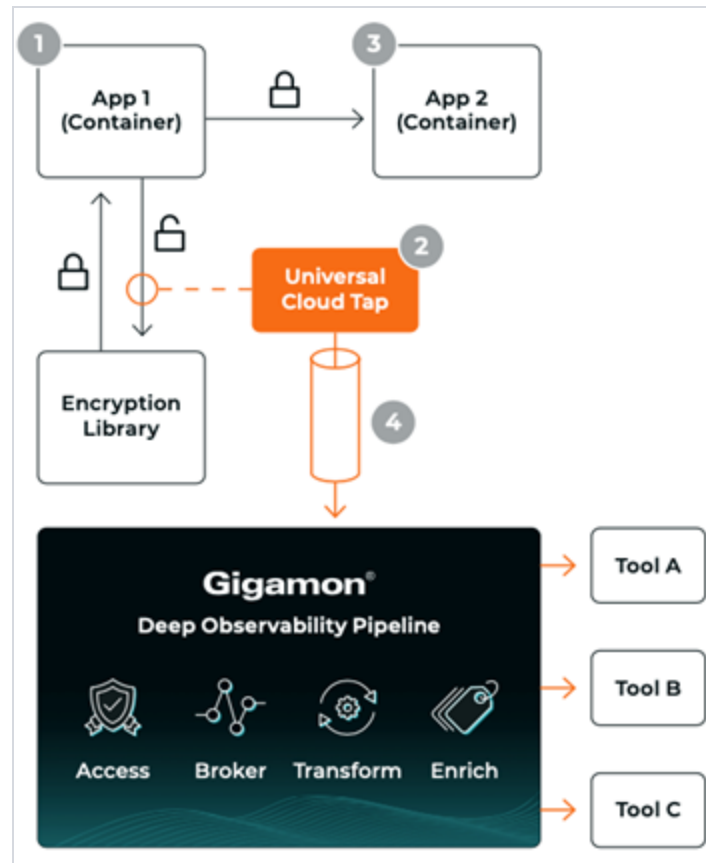 1
3
App 1
(Container)
App 2
(Container)
2
Universal
Cloud Tap
Encryption
Library
4
Gigamon®
Deep Observability Pipeline
Access
Broker
Transform
Enrich
Tool A
Tool B
Tool C